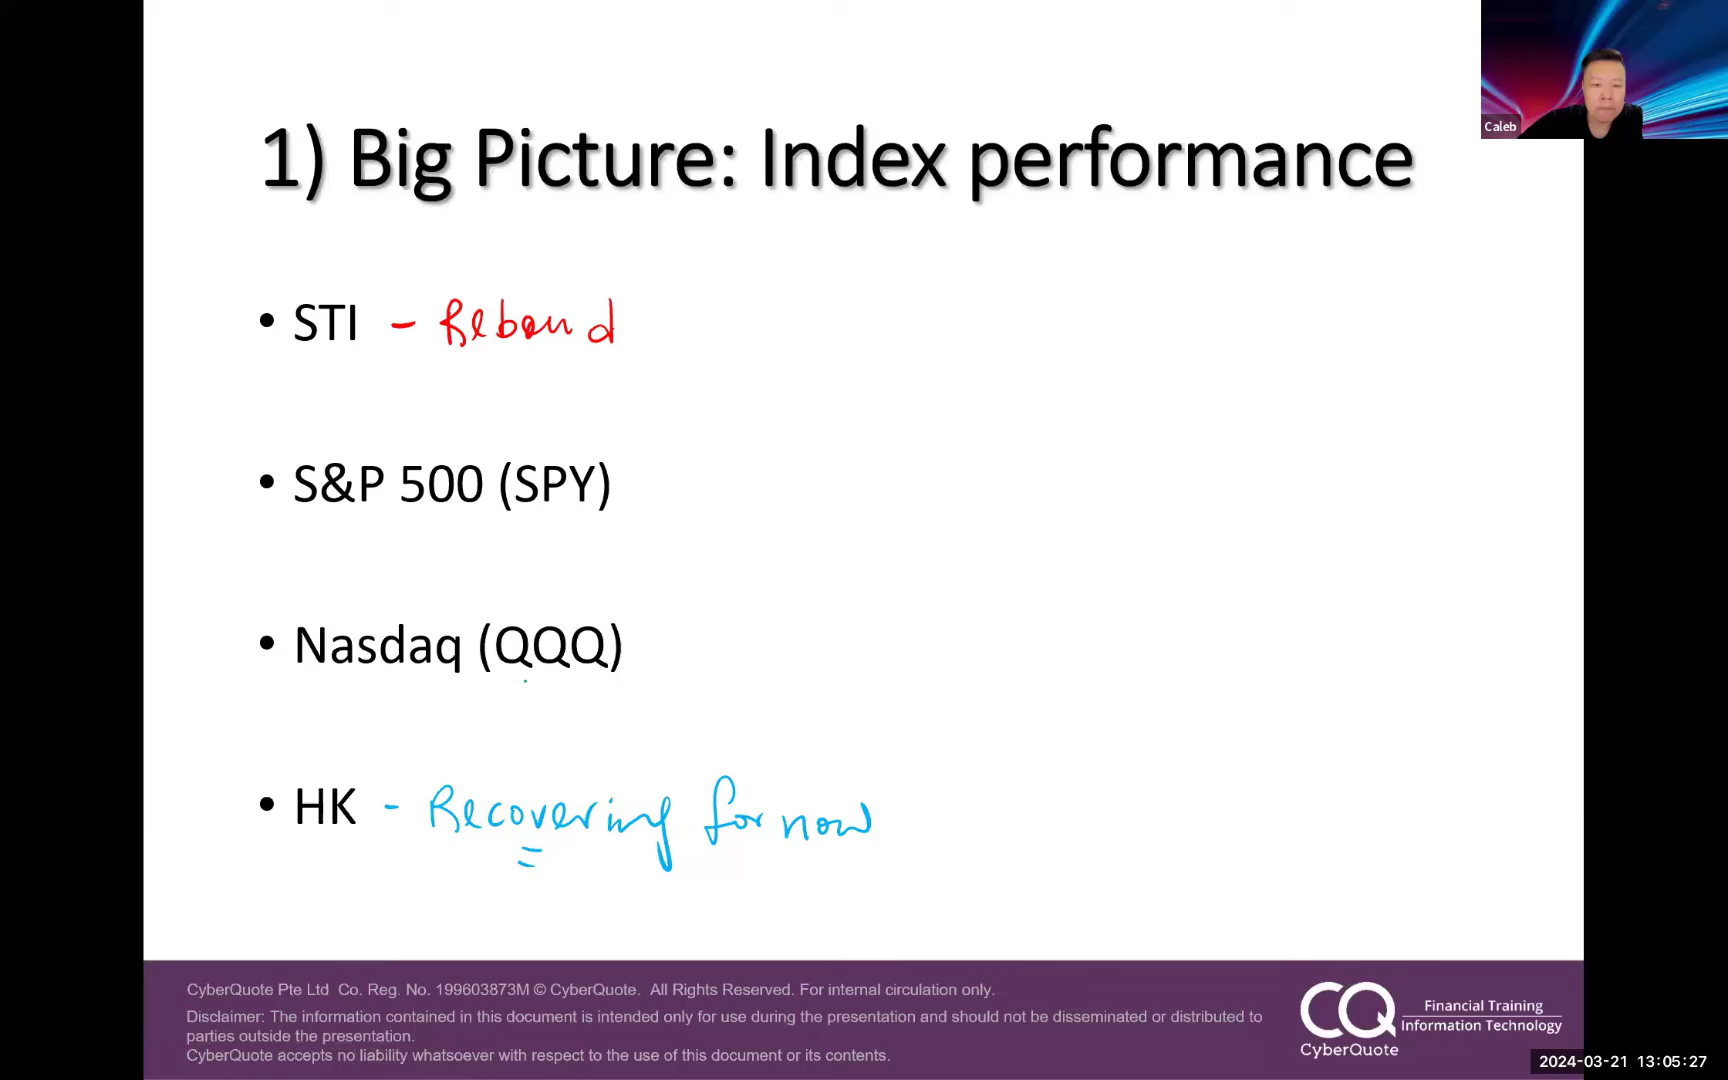 Caleb
1) Big Picture: Index performance
• STI - Rebound
• S&P 500 (SPY)
• Nasdaq (QQQ)
• HK - Recovering for now
CyberQuote Pte Ltd Co. Reg. No. 199603873M © CyberQuote. All Rights Reserved. For internal circulation only.
Disclaimer: The information contained in this document is intended only for use during the presentation and should not be disseminated or distributed to
parties outside the presentation.
CyberQuote accepts no liability whatsoever with respect to the use of this document or its contents.
CQ
CyberQuote
Financial Training
Information Technology
2024-03-21 13:05:27